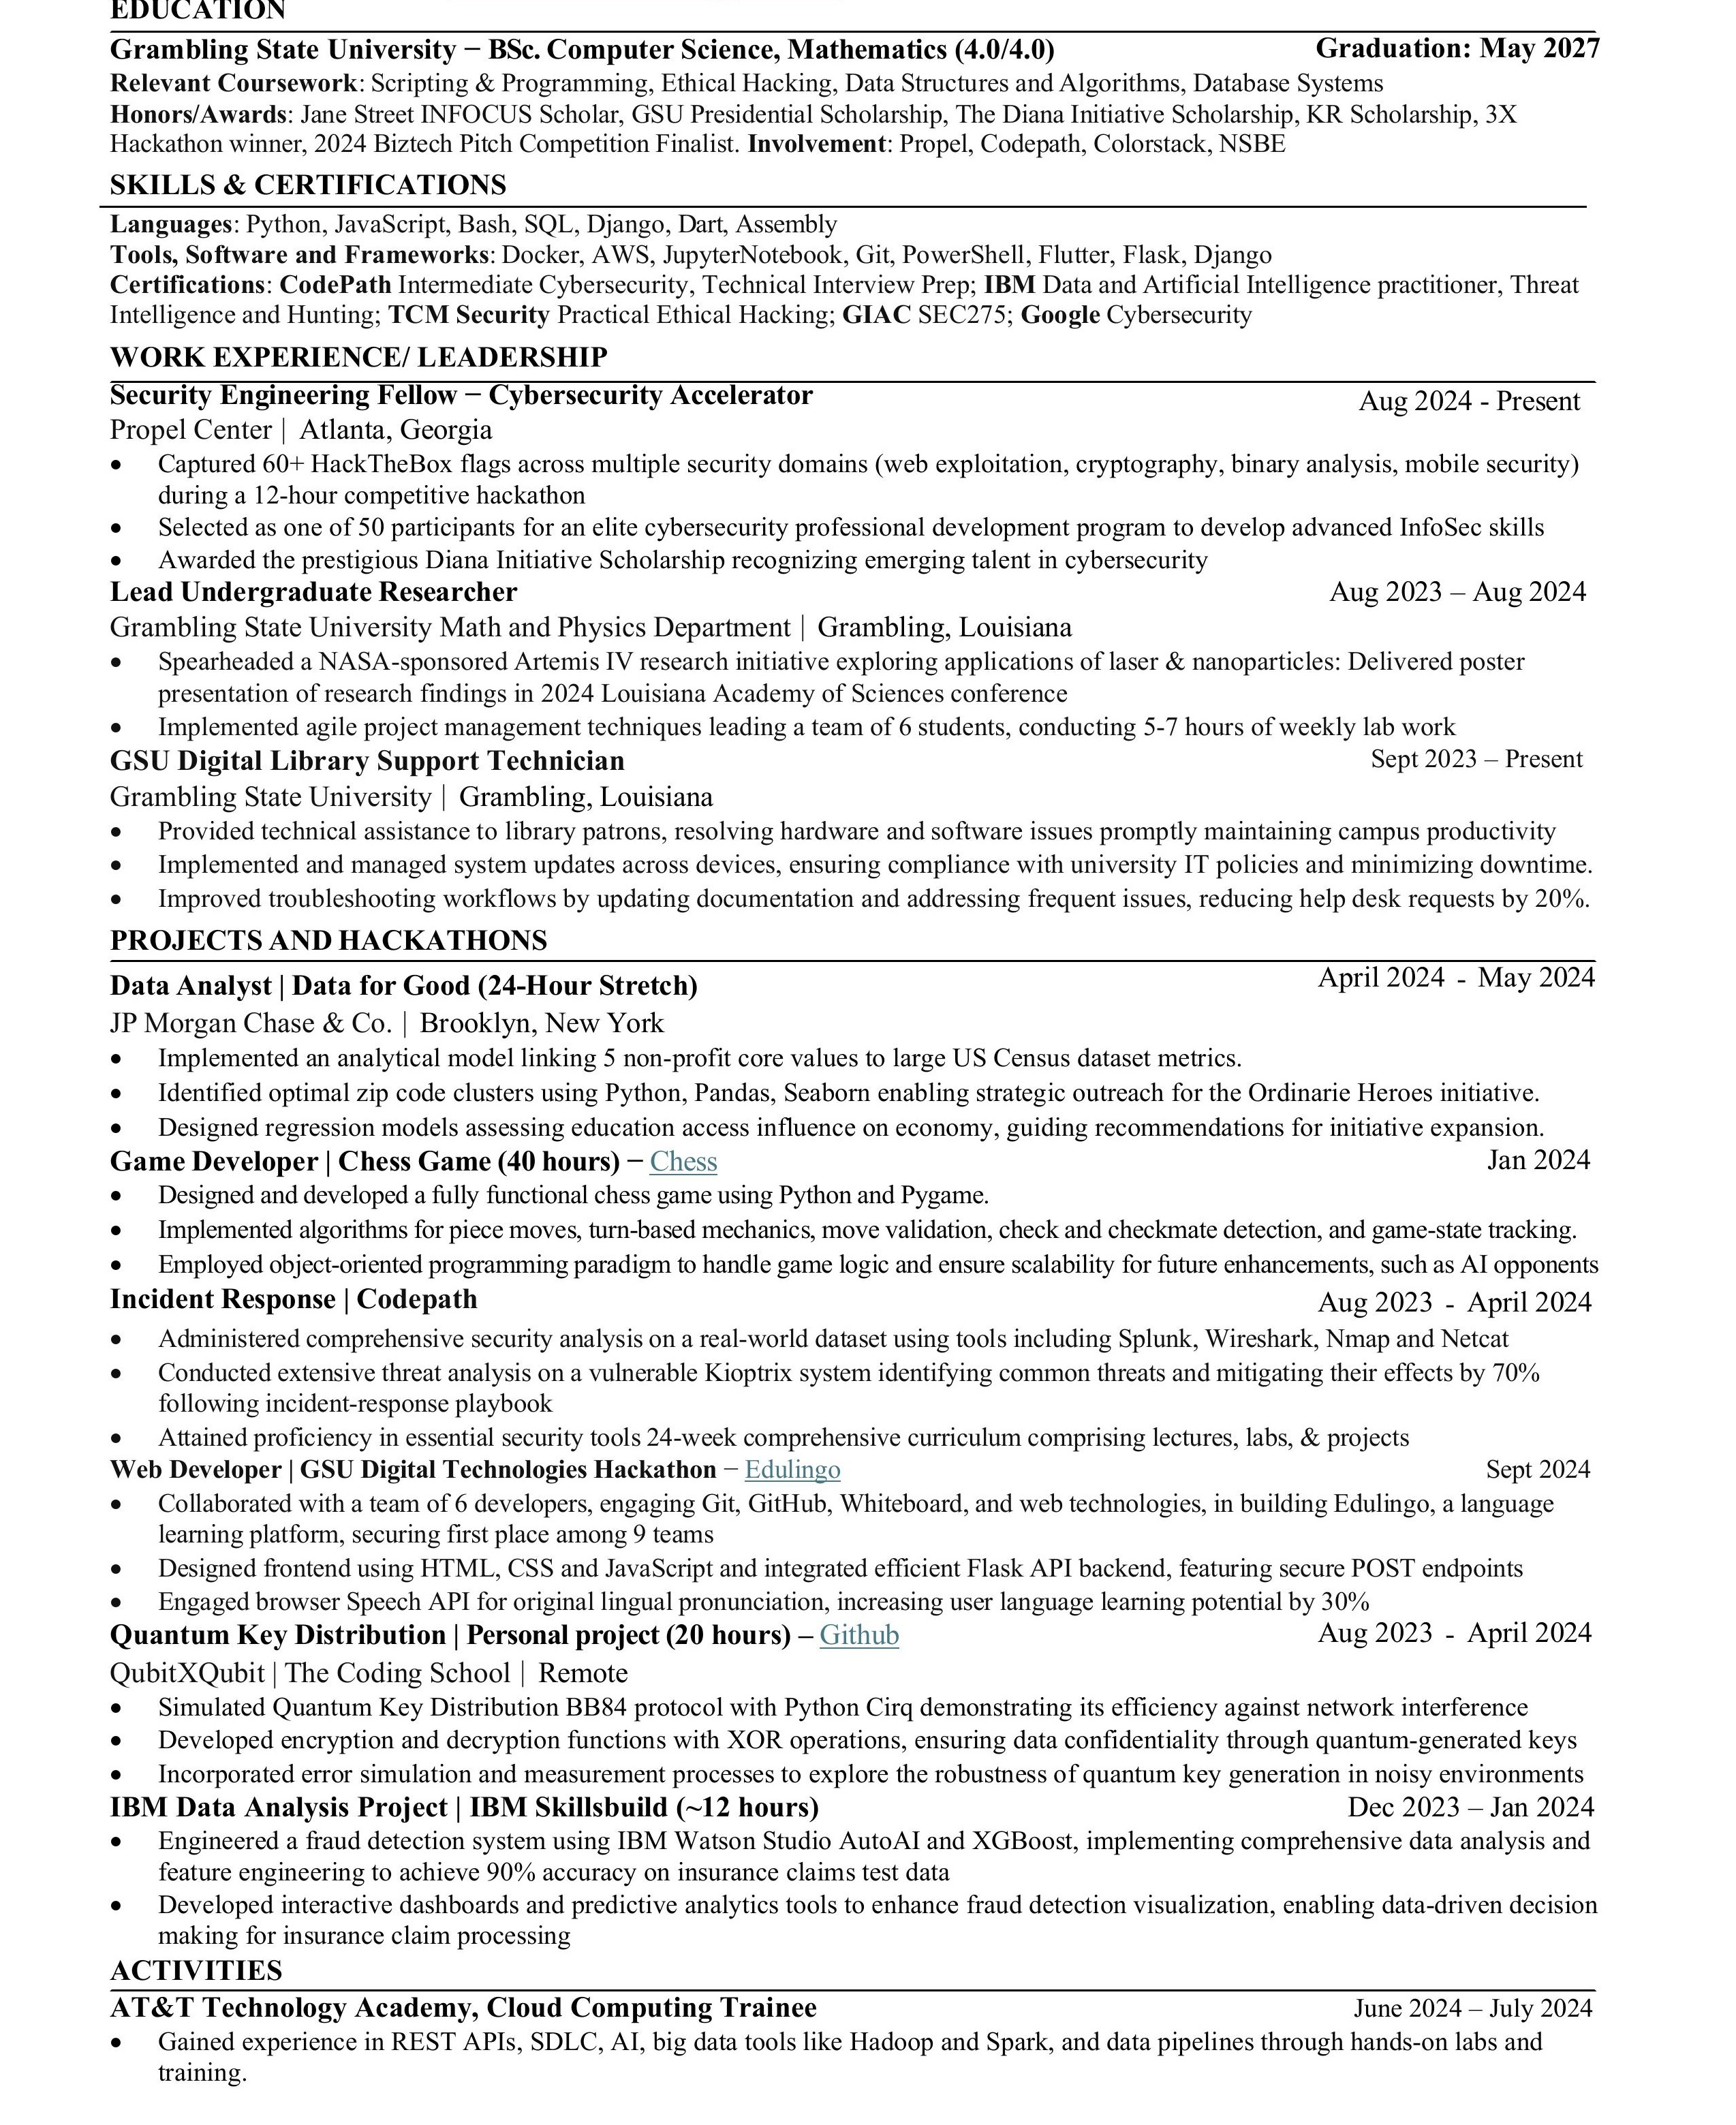 EDUCATION
Grambling State University − BSc. Computer Science, Mathematics (4.0/4.0) Graduation: May 2027
Relevant Coursework: Scripting & Programming, Ethical Hacking, Data Structures and Algorithms, Database Systems
Honors/Awards: Jane Street INFOCUS Scholar, GSU Presidential Scholarship, The Diana Initiative Scholarship, KR Scholarship, 3X
Hackathon winner, 2024 Biztech Pitch Competition Finalist. Involvement: Propel, Codepath, Colorstack, NSBE
SKILLS & CERTIFICATIONS
Languages: Python, JavaScript, Bash, SQL, Django, Dart, Assembly
Tools, Software and Frameworks: Docker, AWS, JupyterNotebook, Git, PowerShell, Flutter, Flask, Django
Certifications: CodePath Intermediate Cybersecurity, Technical Interview Prep; IBM Data and Artificial Intelligence practitioner, Threat
Intelligence and Hunting; TCM Security Practical Ethical Hacking; GIAC SEC275; Google Cybersecurity
WORK EXPERIENCE/ LEADERSHIP
Security Engineering Fellow − Cybersecurity Accelerator Aug 2024 - Present
Propel Center | Atlanta, Georgia
• Captured 60+ HackTheBox flags across multiple security domains (web exploitation, cryptography, binary analysis, mobile security)
during a 12-hour competitive hackathon
• Selected as one of 50 participants for an elite cybersecurity professional development program to develop advanced InfoSec skills
• Awarded the prestigious Diana Initiative Scholarship recognizing emerging talent in cybersecurity
Lead Undergraduate Researcher Aug 2023 – Aug 2024
Grambling State University Math and Physics Department | Grambling, Louisiana
• Spearheaded a NASA-sponsored Artemis IV research initiative exploring applications of laser & nanoparticles: Delivered poster
presentation of research findings in 2024 Louisiana Academy of Sciences conference
• Implemented agile project management techniques leading a team of 6 students, conducting 5-7 hours of weekly lab work
GSU Digital Library Support Technician Sept 2023 – Present
Grambling State University | Grambling, Louisiana
• Provided technical assistance to library patrons, resolving hardware and software issues promptly maintaining campus productivity
• Implemented and managed system updates across devices, ensuring compliance with university IT policies and minimizing downtime.
• Improved troubleshooting workflows by updating documentation and addressing frequent issues, reducing help desk requests by 20%.
PROJECTS AND HACKATHONS
Data Analyst | Data for Good (24-Hour Stretch) April 2024 - May 2024
JP Morgan Chase & Co. | Brooklyn, New York
• Implemented an analytical model linking 5 non-profit core values to large US Census dataset metrics.
• Identified optimal zip code clusters using Python, Pandas, Seaborn enabling strategic outreach for the Ordinarie Heroes initiative.
• Designed regression models assessing education access influence on economy, guiding recommendations for initiative expansion.
Game Developer | Chess Game (40 hours) − Chess Jan 2024
• Designed and developed a fully functional chess game using Python and Pygame.
• Implemented algorithms for piece moves, turn-based mechanics, move validation, check and checkmate detection, and game-state tracking.
• Employed object-oriented programming paradigm to handle game logic and ensure scalability for future enhancements, such as AI opponents
Incident Response | Codepath Aug 2023 - April 2024
• Administered comprehensive security analysis on a real-world dataset using tools including Splunk, Wireshark, Nmap and Netcat
• Conducted extensive threat analysis on a vulnerable Kioptrix system identifying common threats and mitigating their effects by 70%
following incident-response playbook
• Attained proficiency in essential security tools 24-week comprehensive curriculum comprising lectures, labs, & projects
Web Developer | GSU Digital Technologies Hackathon − Edulingo Sept 2024
• Collaborated with a team of 6 developers, engaging Git, GitHub, Whiteboard, and web technologies, in building Edulingo, a language
learning platform, securing first place among 9 teams
• Designed frontend using HTML, CSS and JavaScript and integrated efficient Flask API backend, featuring secure POST endpoints
• Engaged browser Speech API for original lingual pronunciation, increasing user language learning potential by 30%
Quantum Key Distribution | Personal project (20 hours) – Github Aug 2023 - April 2024
QubitXQubit | The Coding School | Remote
• Simulated Quantum Key Distribution BB84 protocol with Python Cirq demonstrating its efficiency against network interference
• Developed encryption and decryption functions with XOR operations, ensuring data confidentiality through quantum-generated keys
• Incorporated error simulation and measurement processes to explore the robustness of quantum key generation in noisy environments
IBM Data Analysis Project | IBM Skillsbuild (~12 hours) Dec 2023 – Jan 2024
• Engineered a fraud detection system using IBM Watson Studio AutoAI and XGBoost, implementing comprehensive data analysis and
feature engineering to achieve 90% accuracy on insurance claims test data
• Developed interactive dashboards and predictive analytics tools to enhance fraud detection visualization, enabling data-driven decision
making for insurance claim processing
ACTIVITIES
AT&T Technology Academy, Cloud Computing Trainee June 2024 – July 2024
• Gained experience in REST APIs, SDLC, AI, big data tools like Hadoop and Spark, and data pipelines through hands-on labs and
training.